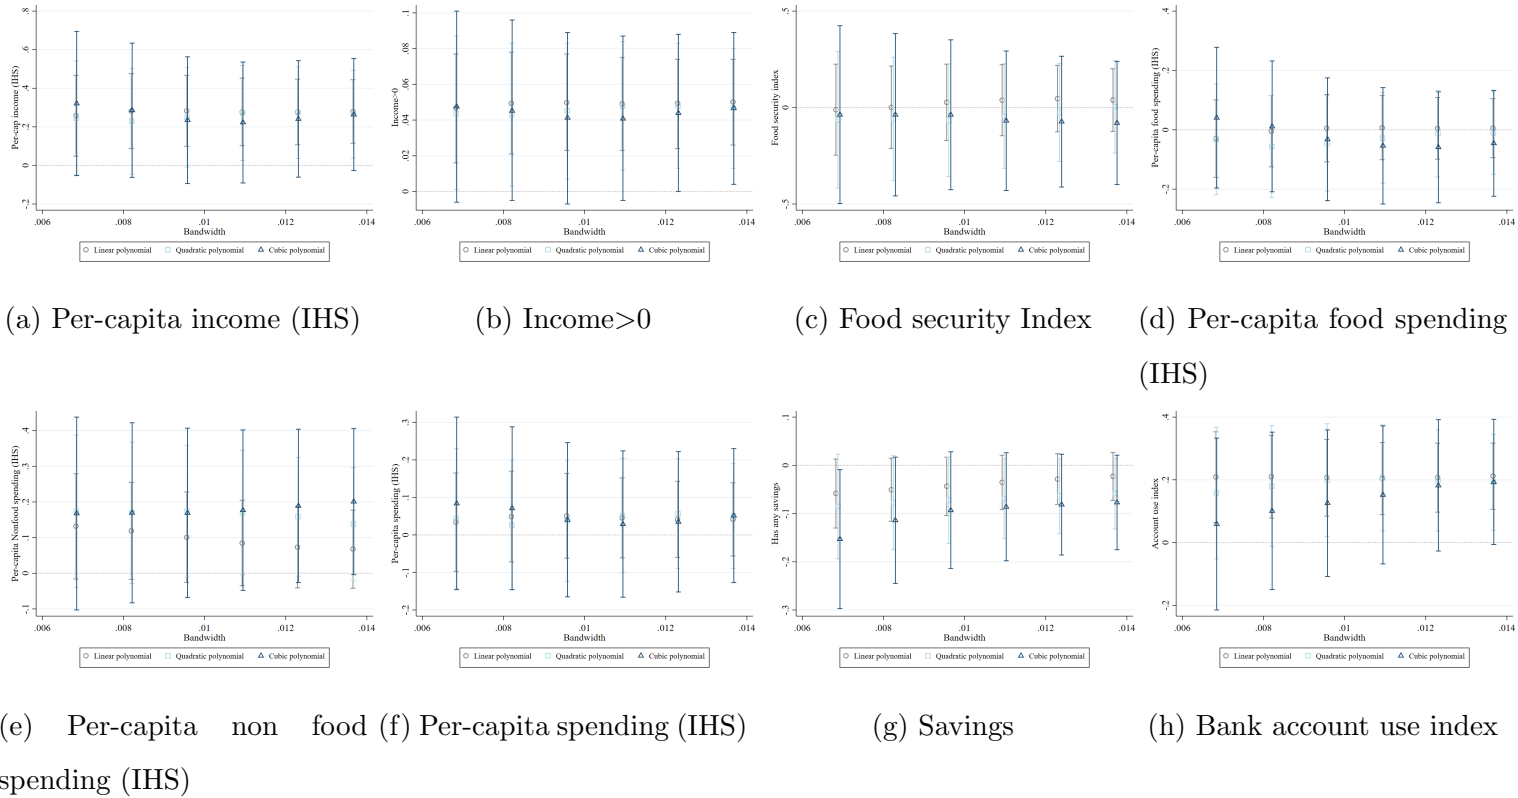 Per-cap income (IHS)
.8
.6
.4
.2
0
-.2
.006 .008 .01 .012 .014
Bandwidth
Linear polynomial Quadratic polynomial Cubic polynomial
(a) Per-capita income (IHS)
Income>0
.1
.08
.06
.04
.02
0
.006 .008 .01 .012 .014
Bandwidth
Linear polynomial Quadratic polynomial Cubic polynomial
(b) Income>0
Food security index
.5
0
-.5
.006 .008 .01 .012 .014
Bandwidth
Linear polynomial Quadratic polynomial Cubic polynomial
(c) Food security Index
Per-capita food spending (IHS)
.4
.2
0
-.2
.006 .008 .01 .012 .014
Bandwidth
Linear polynomial Quadratic polynomial Cubic polynomial
(d) Per-capita food spending
(IHS)
Per-capita Nonfood spending (IHS)
.4
.3
.2
.1
0
-.1
.006 .008 .01 .012 .014
Bandwidth
Linear polynomial Quadratic polynomial Cubic polynomial
(e) Per-capita non food
spending (IHS)
Per-capita spending (IHS)
.3
.2
.1
0
-.1
-.2
.006 .008 .01 .012 .014
Bandwidth
Linear polynomial Quadratic polynomial Cubic polynomial
(f) Per-capita spending (IHS)
Has any savings
.1
0
-.1
-.2
-.3
.006 .008 .01 .012 .014
Bandwidth
Linear polynomial Quadratic polynomial Cubic polynomial
(g) Savings
Account use index
.4
.2
0
-.2
.006 .008 .01 .012 .014
Bandwidth
Linear polynomial Quadratic polynomial Cubic polynomial
(h) Bank account use index